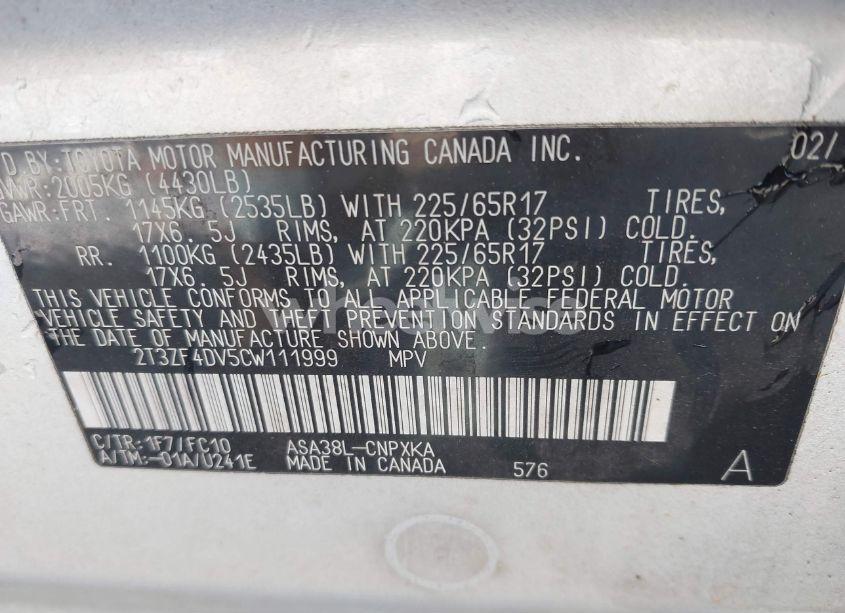 D BY:TOYOTA MOTOR MANUFACTURING CANADA INC. 02/
VWR:2005KG (4430LB)
GAWR:FRT. 1145KG (2535LB) WITH 225/65R17 TIRES,
17X6. 5J RIMS, AT 220KPA (32PSI) COLD.
RR. 1100KG (2435LB) WITH 225/65R17 TIRES,
17X6. 5J RIMS, AT 220KPA (32PSI) COLD.
THIS VEHICLE CONFORMS TO ALL APPLICABLE FEDERAL MOTOR
VEHICLE SAFETY AND THEFT PREVENTION STANDARDS IN EFFECT ON
THE DATE OF MANUFACTURE SHOWN ABOVE.
2T3ZF4DV5CW111999 MPV
C/TR:1F7/FC10 ASA38L-CNPXKA
A/TM:-01A/U241E MADE IN CANADA 576 A